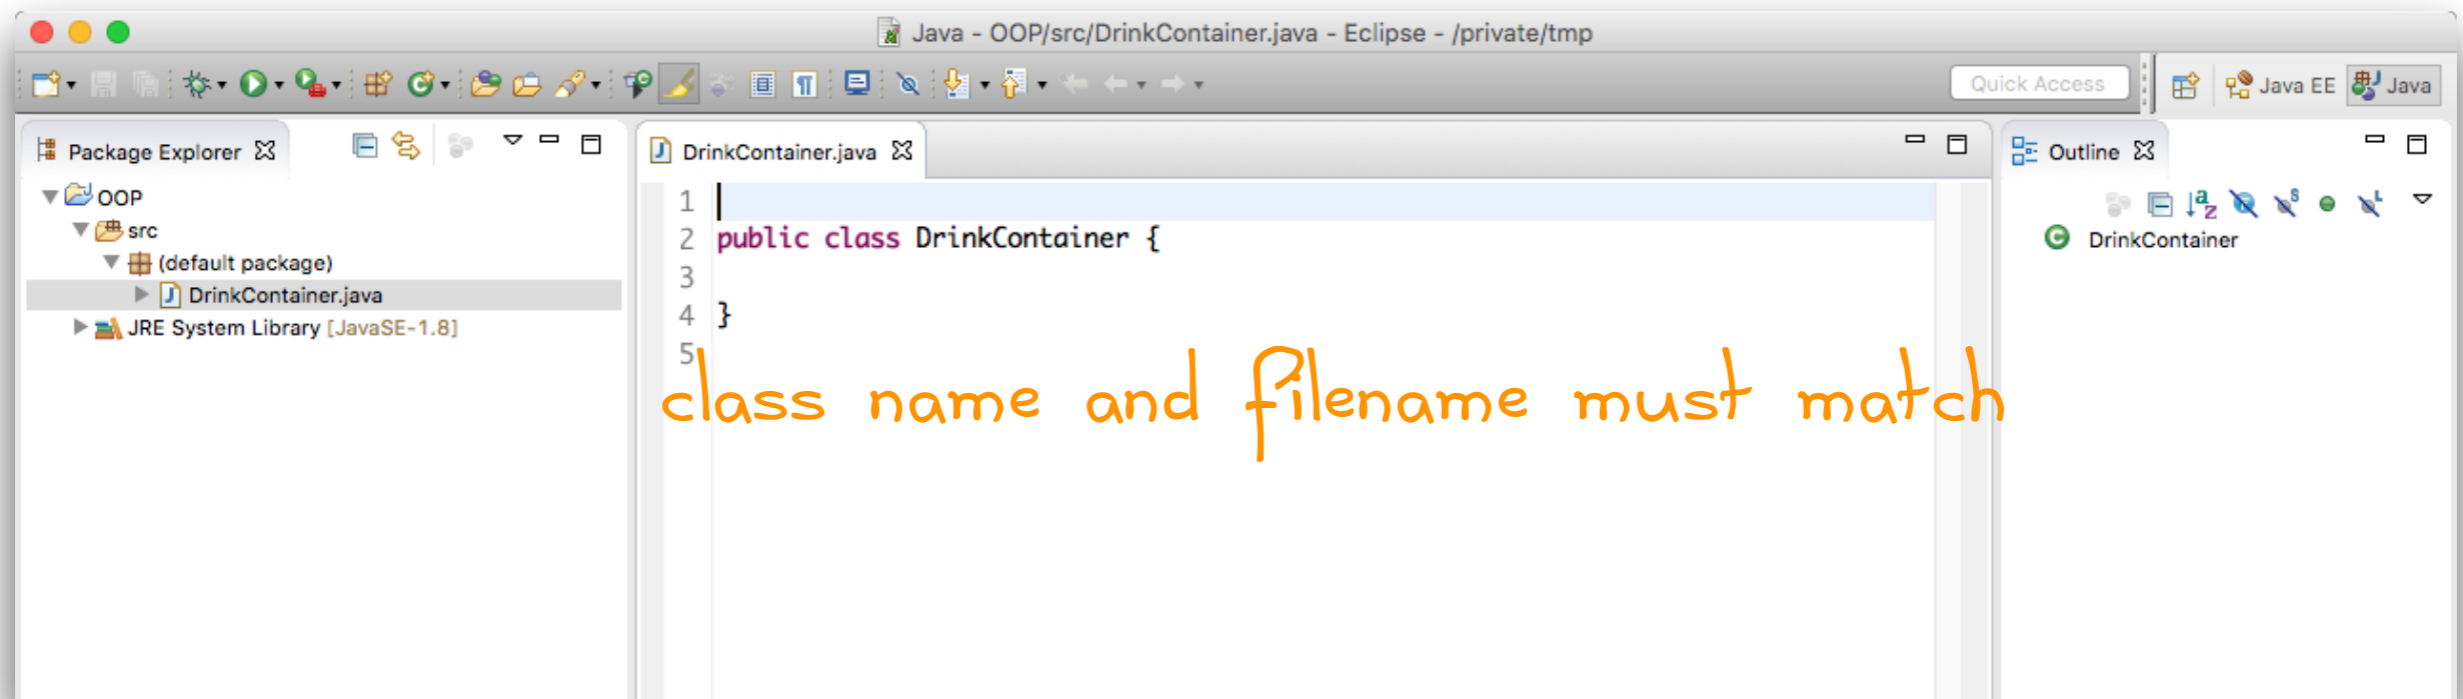 Java - OOP/src/DrinkContainer.java - Eclipse - /private/tmp
Quick Access
Java EE
Java
Package Explorer
OOP
src
(default package)
DrinkContainer.java
JRE System Library [JavaSE-1.8]
DrinkContainer.java
1
2 public class DrinkContainer {
3
4 }
5
class name and filename must match
Outline
DrinkContainer